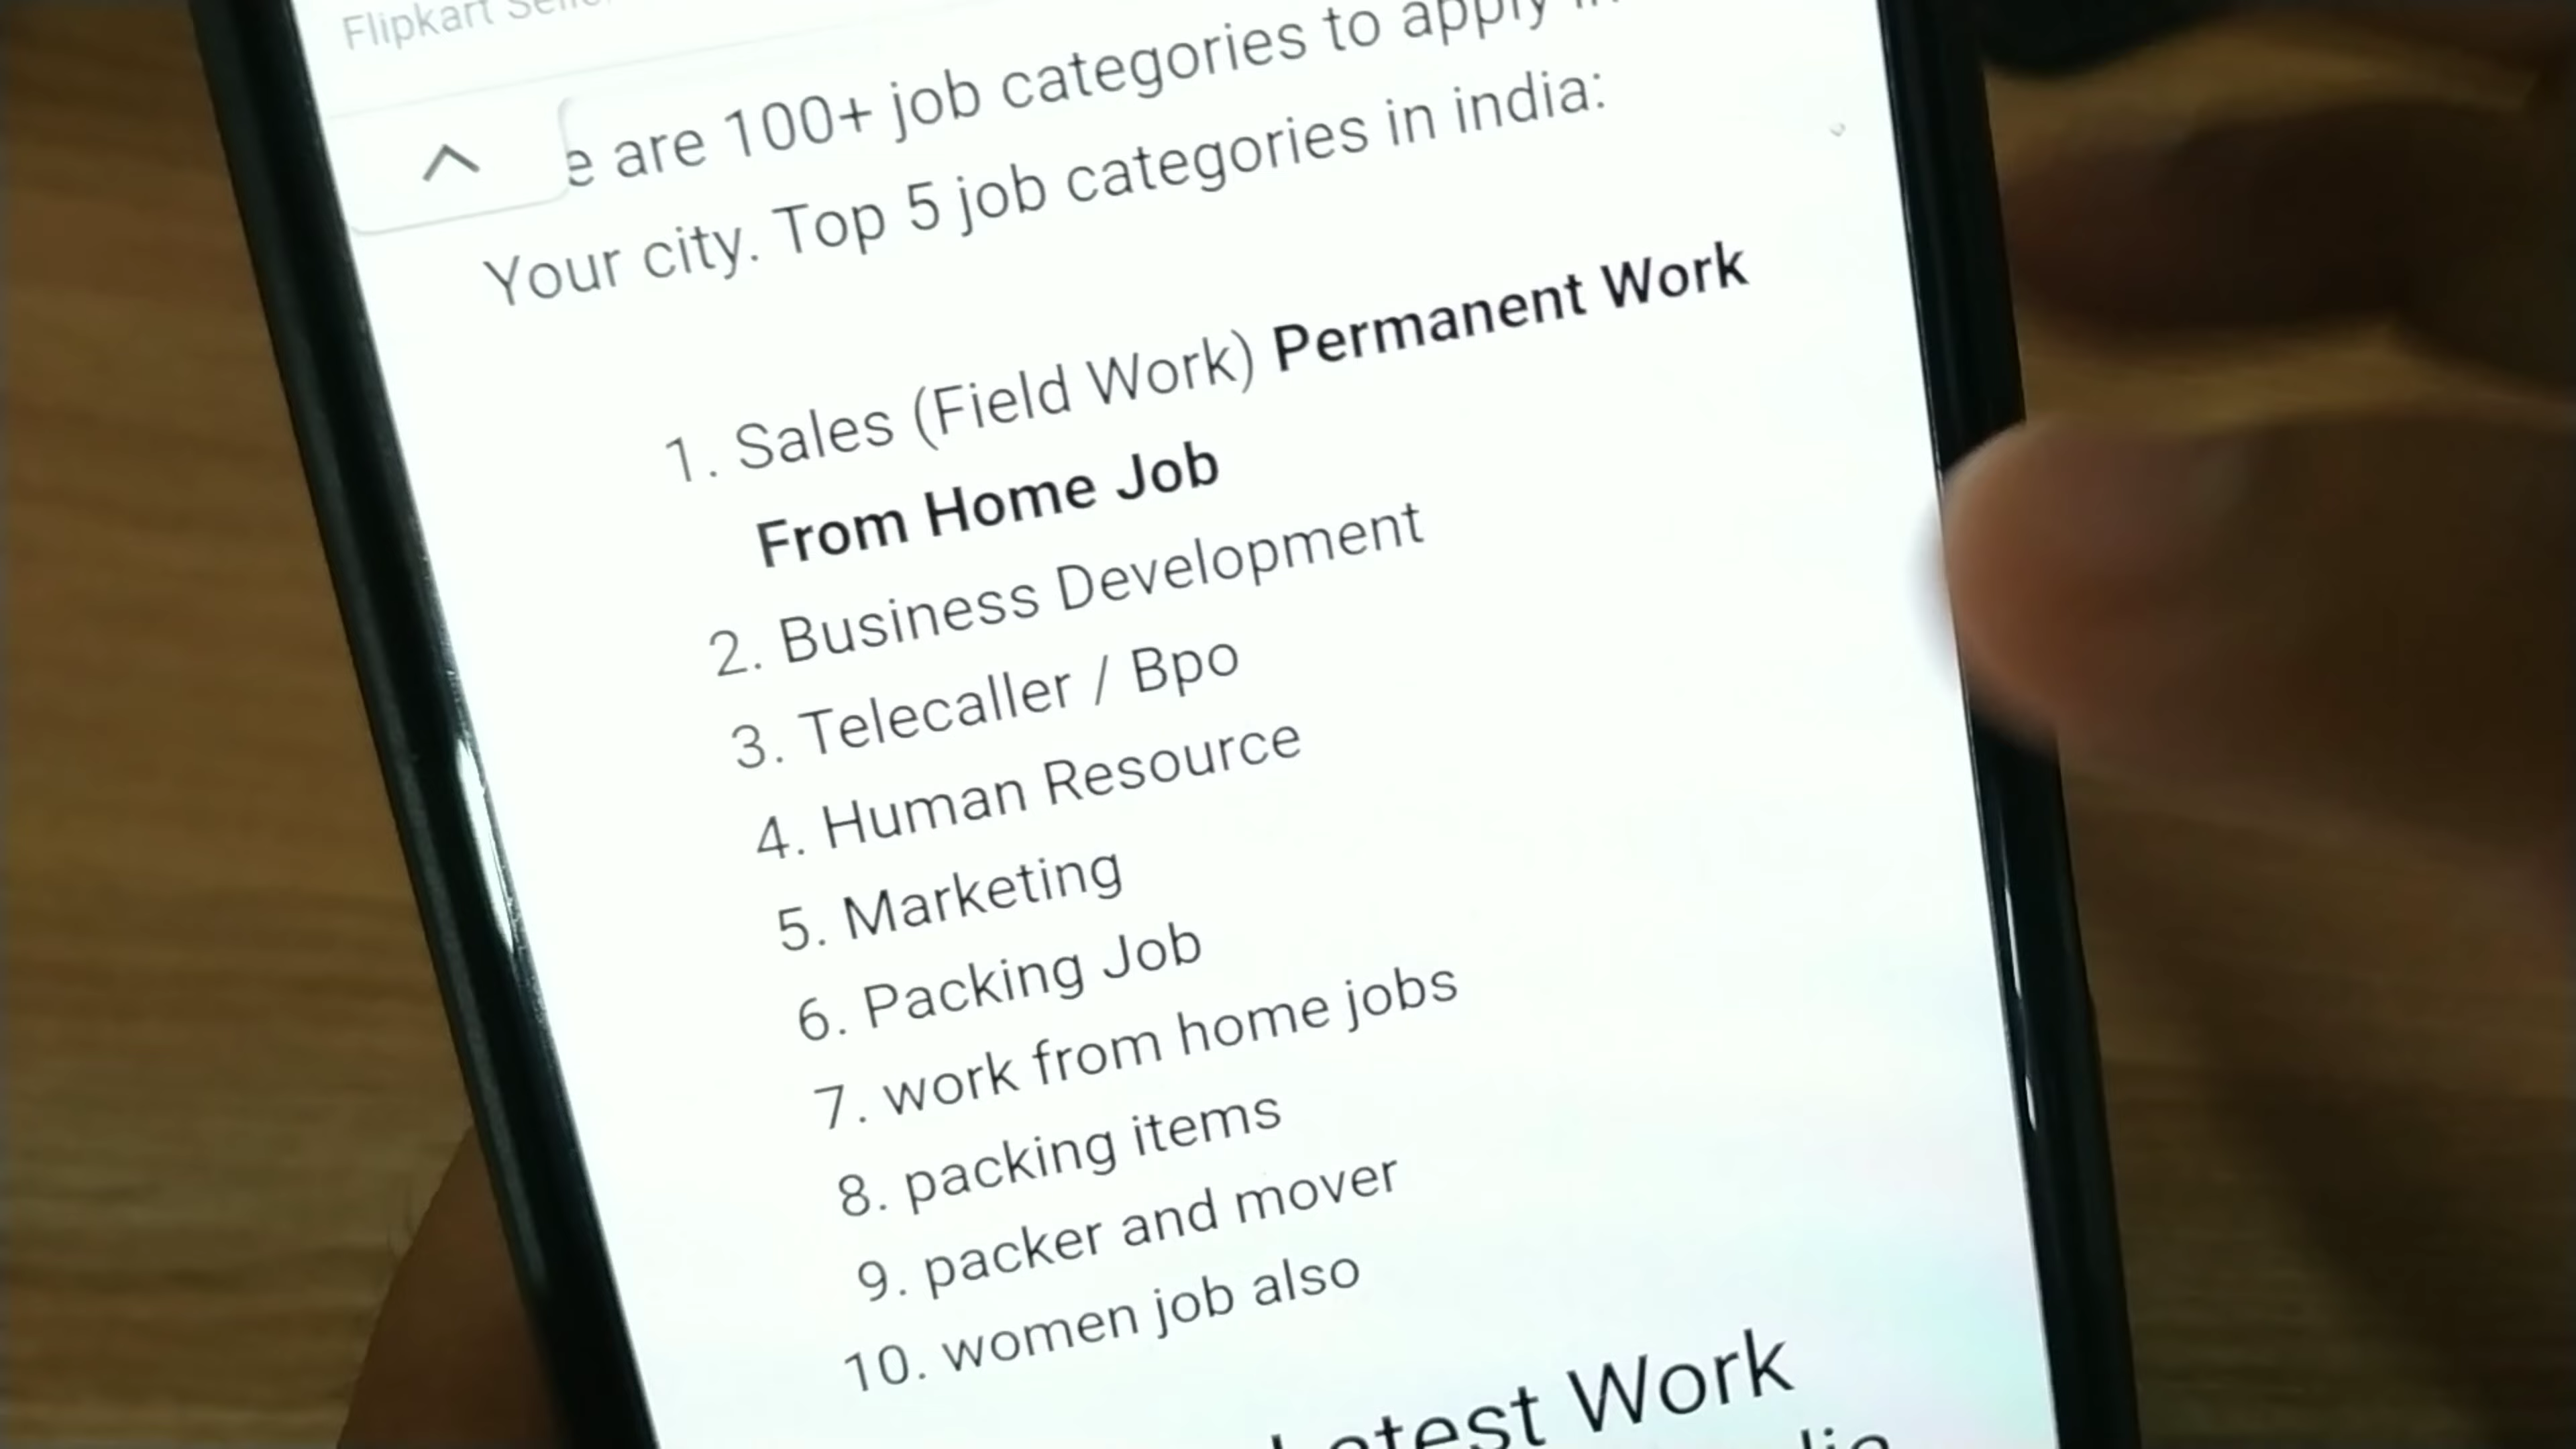 Flipkart
e are 100+ job categories to apply
Your city. Top 5 job categories in india:
1. Sales (Field Work) Permanent Work
From Home Job
2. Business Development
3. Telecaller / Bpo
4. Human Resource
5. Marketing
6. Packing Job
7. work from home jobs
8. packing items
9. packer and mover
10. women job also
Latest Work